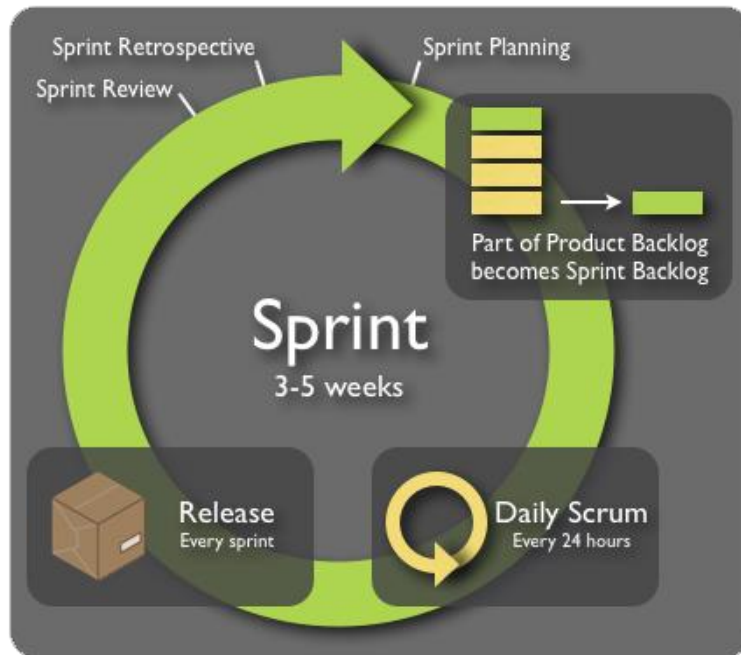 Sprint Retrospective
Sprint Review
Sprint Planning
Part of Product Backlog
becomes Sprint Backlog
Sprint
3-5 weeks
Release
Every sprint
Daily Scrum
Every 24 hours